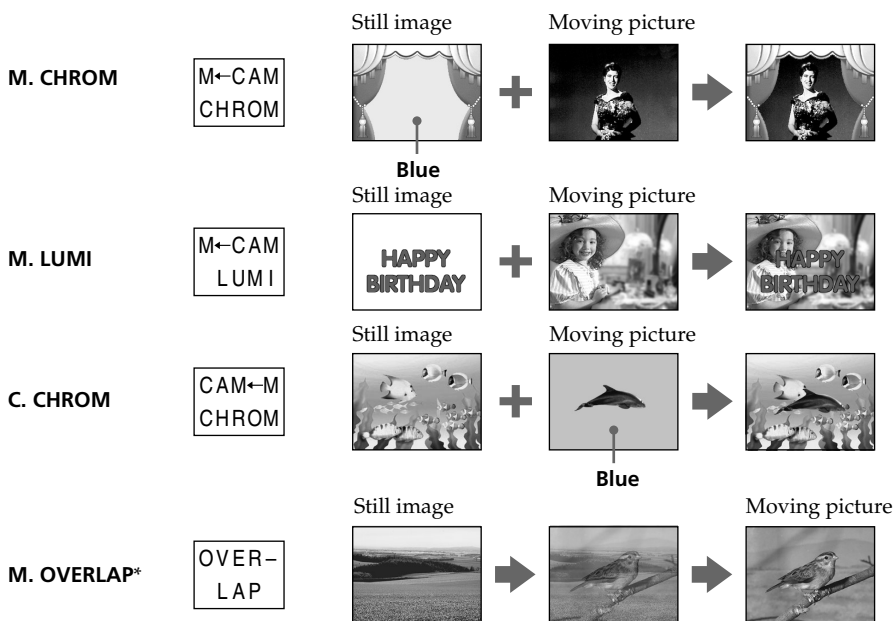 Still image Moving picture
M. CHROM
M←CAM
CHROM
Blue
Still image Moving picture
M. LUMI
M←CAM
LUMI
HAPPY
BIRTHDAY
HAPPY
BIRTHDAY
Still image Moving picture
C. CHROM
CAM←M
CHROM
Blue
Still image Moving picture
M. OVERLAP*
OVER–
LAP